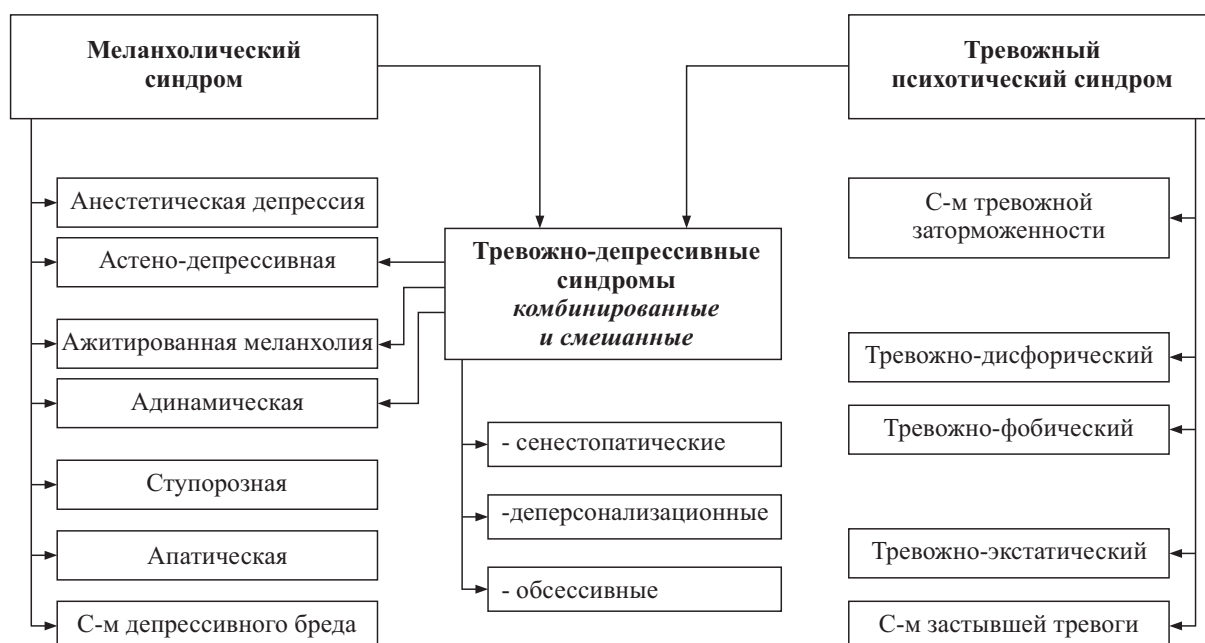 Меланхолический
синдром
Тревожный
психотический синдром
Анестетическая депрессия
Астено-депрессивная
Ажитированная меланхолия
Адинамическая
Ступорозная
Апатическая
С-м депрессивного бреда
Тревожно-депрессивные
синдромы
комбинированные
и смешанные
- сенестопатические
-деперсонализационные
- обсессивные
С-м тревожной
заторможенности
Тревожно-дисфорический
Тревожно-фобический
Тревожно-экстатический
С-м застывшей тревоги